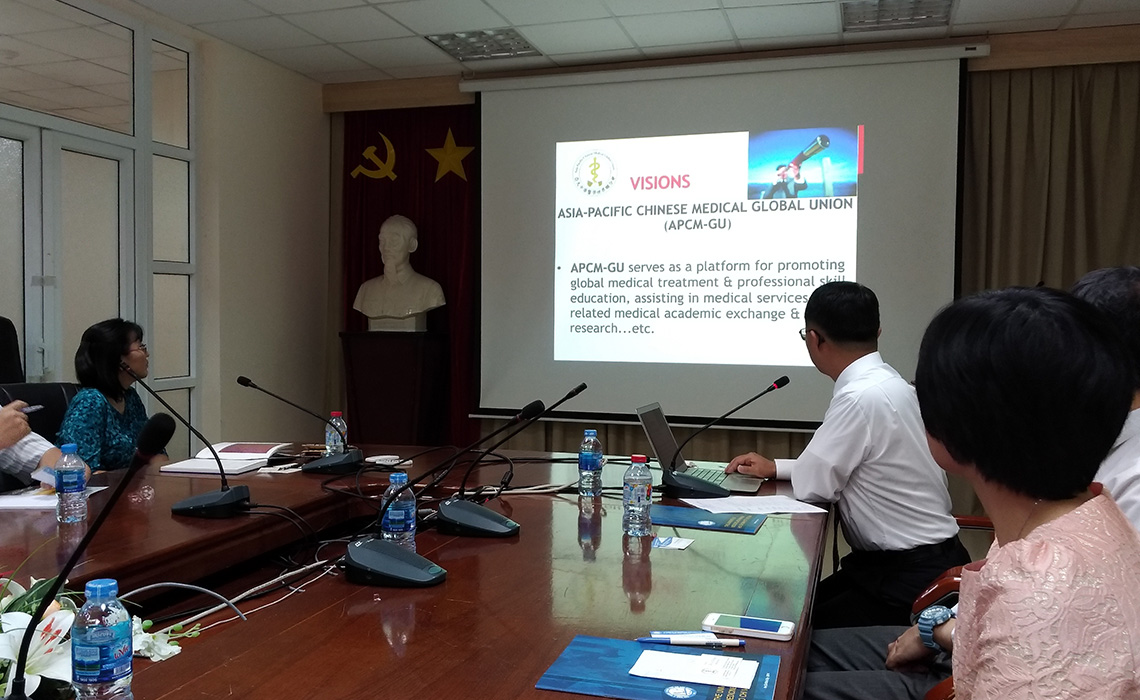 VISIONS
ASIA-PACIFIC CHINESE MEDICAL GLOBAL UNION
(APCM-GU)
• APCM-GU serves as a platform for promoting
global medical treatment & professional skill
education, assisting in medical services
related medical academic exchange &
research...etc.